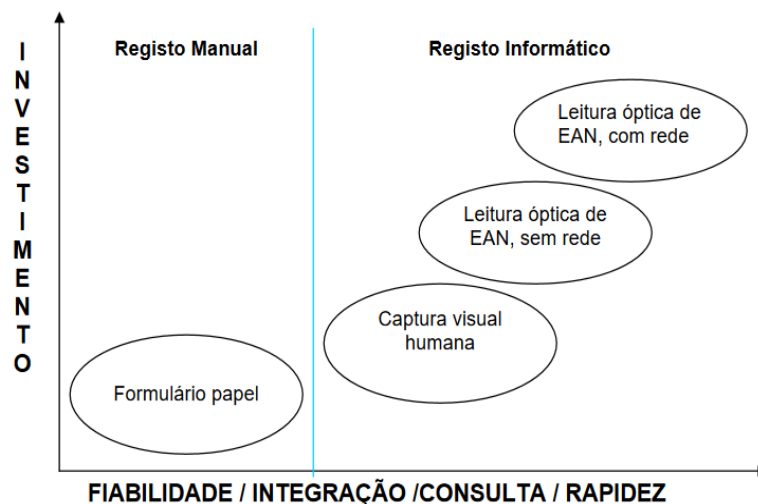 INVESTIMENTO
Registo Manual
Registo Informático
Leitura óptica de
EAN, com rede
Leitura óptica de
EAN, sem rede
Captura visual
humana
Formulário papel
FIABILIDADE / INTEGRAÇÃO /CONSULTA / RAPIDEZ